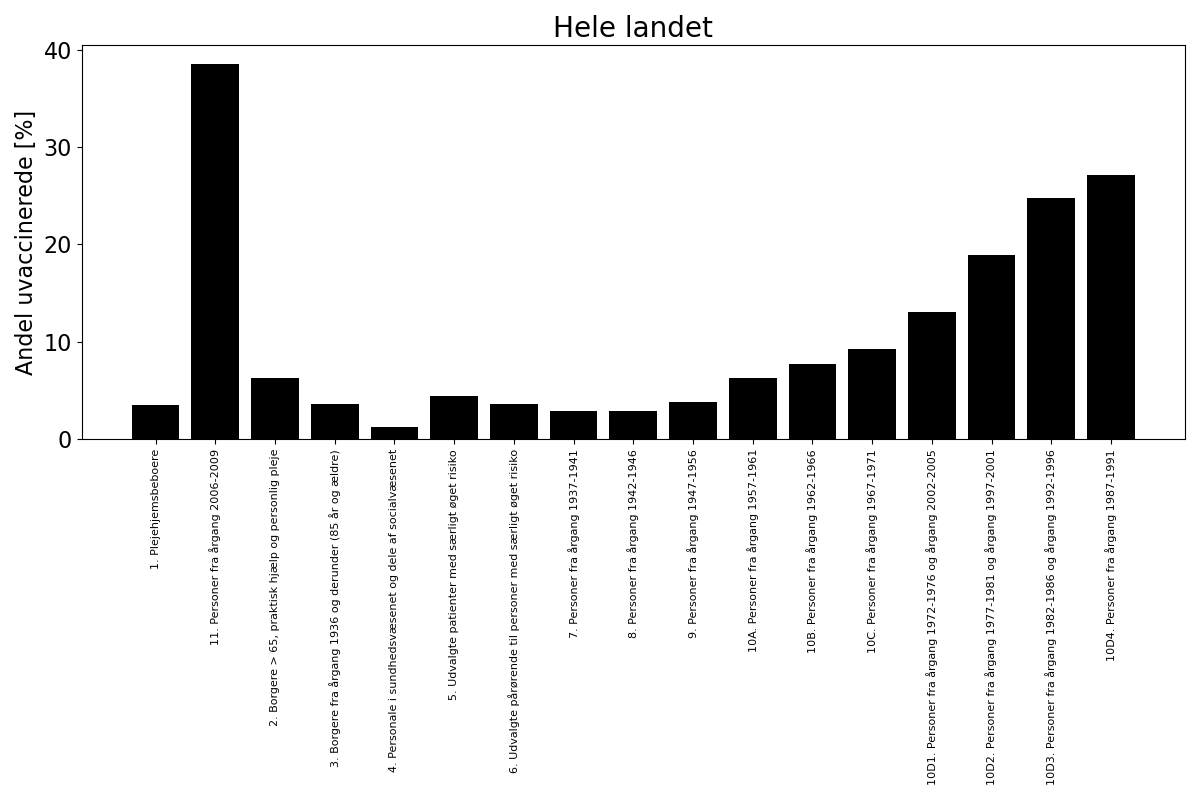 Hele landet
Andel uvaccinerede [%]
40
30
20
10
0
1. Plejehjemsbeboere
11. Personer fra årgang 2006-2009
2. Borgere > 65, praktisk hjælp og personlig pleje
3. Borgere fra årgang 1936 og derunder (85 år og ældre)
4. Personale i sundhedsvæsenet og dele af socialvæsenet
5. Udvalgte patienter med særligt øget risiko
6. Udvalgte pårørende til personer med særligt øget risiko
7. Personer fra årgang 1937-1941
8. Personer fra årgang 1942-1946
9. Personer fra årgang 1947-1956
10A. Personer fra årgang 1957-1961
10B. Personer fra årgang 1962-1966
10C. Personer fra årgang 1967-1971
10D1. Personer fra årgang 1972-1976 og årgang 2002-2005
10D2. Personer fra årgang 1977-1981 og årgang 1997-2001
10D3. Personer fra årgang 1982-1986 og årgang 1992-1996
10D4. Personer fra årgang 1987-1991